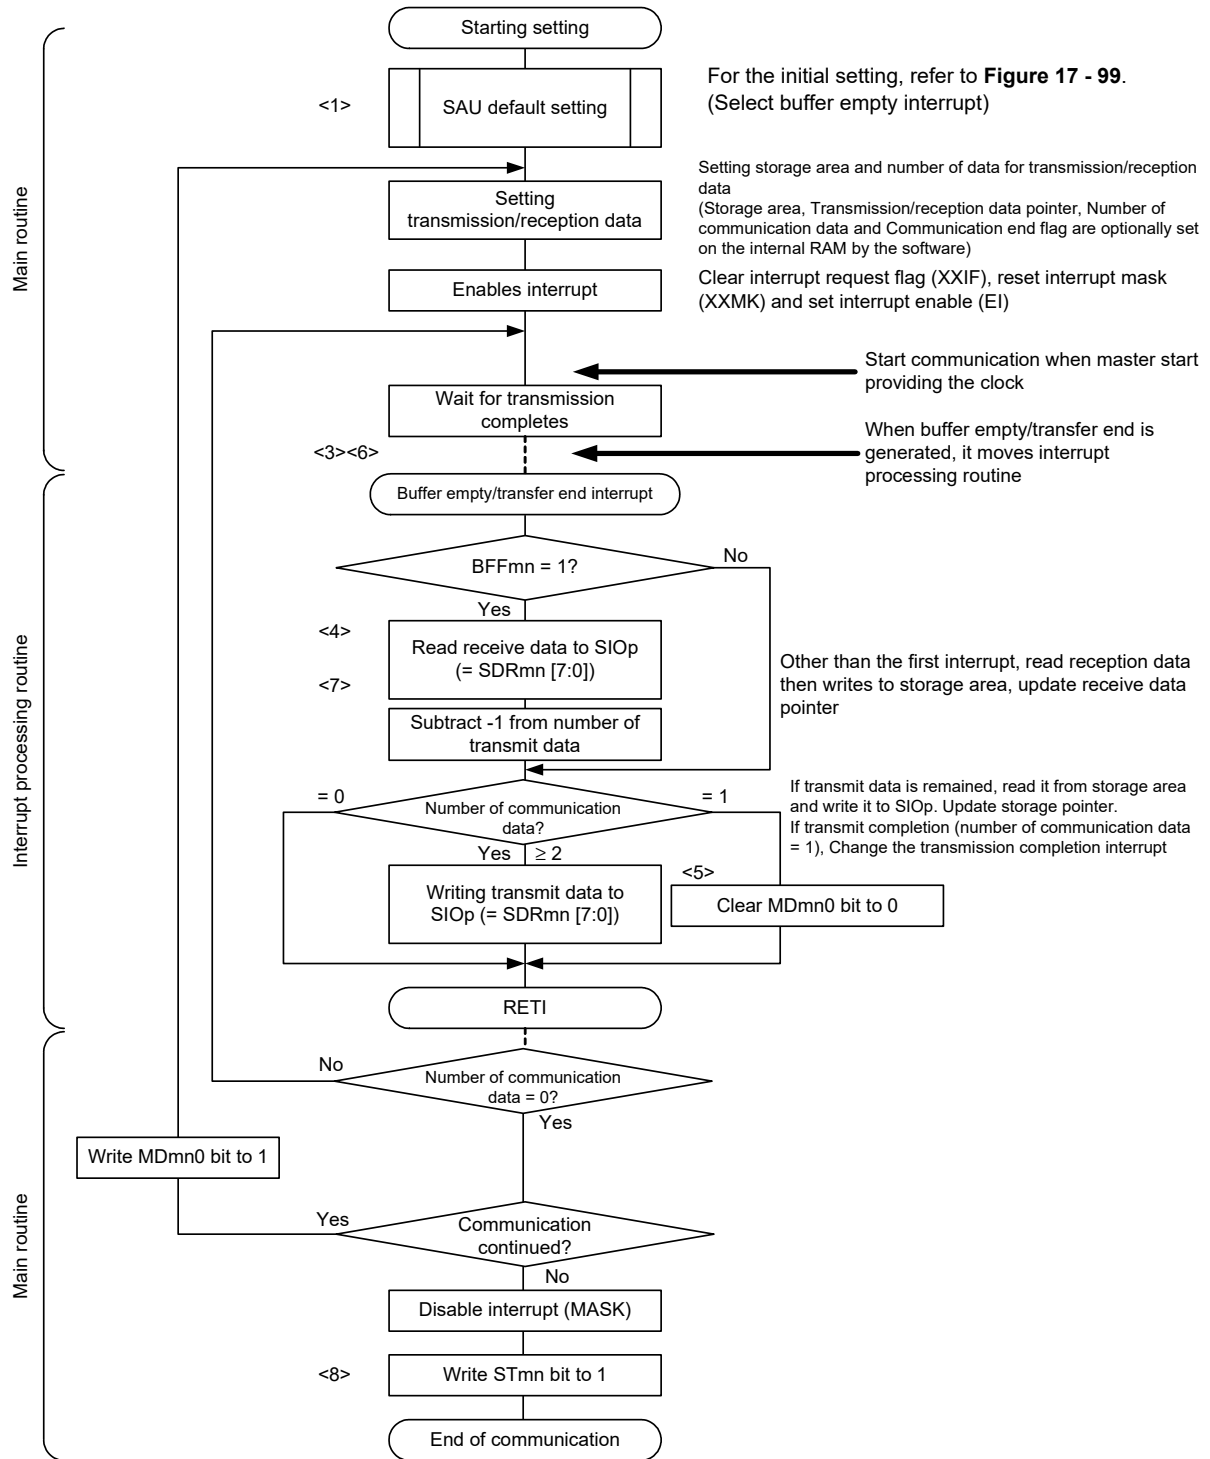 Starting setting
<1>
SAU default setting
For the initial setting, refer to Figure 17 - 99.
(Select buffer empty interrupt)
Main routine
Setting
transmission/reception data
Setting storage area and number of data for transmission/reception
data
(Storage area, Transmission/reception data pointer, Number of
communication data and Communication end flag are optionally set
on the internal RAM by the software)
Enables interrupt
Clear interrupt request flag (XXIF), reset interrupt mask
(XXMK) and set interrupt enable (EI)
Start communication when master start
providing the clock
Wait for transmission
completes
<3><6>
When buffer empty/transfer end is
generated, it moves interrupt
processing routine
Buffer empty/transfer end interrupt
Interrupt processing routine
BFFmn = 1?
No
Yes
<4>
Read receive data to SIOp
(= SDRmn [7:0])
<7>
Other than the first interrupt, read reception data
then writes to storage area, update receive data
pointer
Subtract -1 from number of
transmit data
= 0
Number of communication
data?
= 1
If transmit data is remained, read it from storage area
and write it to SIOp. Update storage pointer.
If transmit completion (number of communication data
= 1), Change the transmission completion interrupt
Yes ≥ 2
Writing transmit data to
SIOp (= SDRmn [7:0])
<5>
Clear MDmn0 bit to 0
RETI
No
Number of communication
data = 0?
Yes
Write MDmn0 bit to 1
Main routine
Yes
Communication
continued?
No
Disable interrupt (MASK)
<8>
Write STmn bit to 1
End of communication